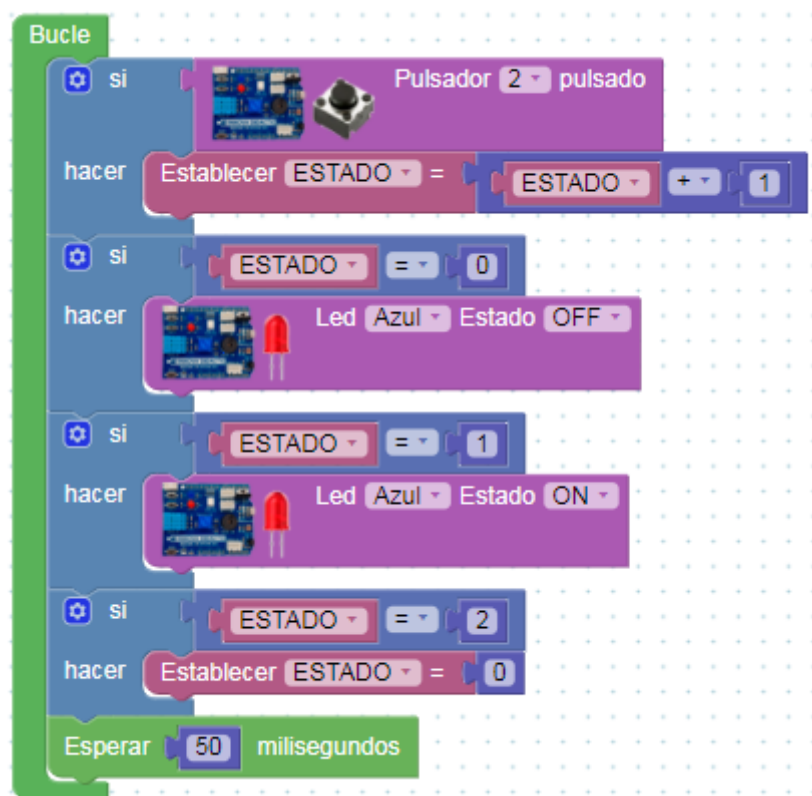 Bucle
si Pulsador 2 pulsado
hacer Establecer ESTADO = ESTADO + 1
si ESTADO = 0
hacer Led Azul Estado OFF
si ESTADO = 1
hacer Led Azul Estado ON
si ESTADO = 2
hacer Establecer ESTADO = 0
Esperar 50 milisegundos